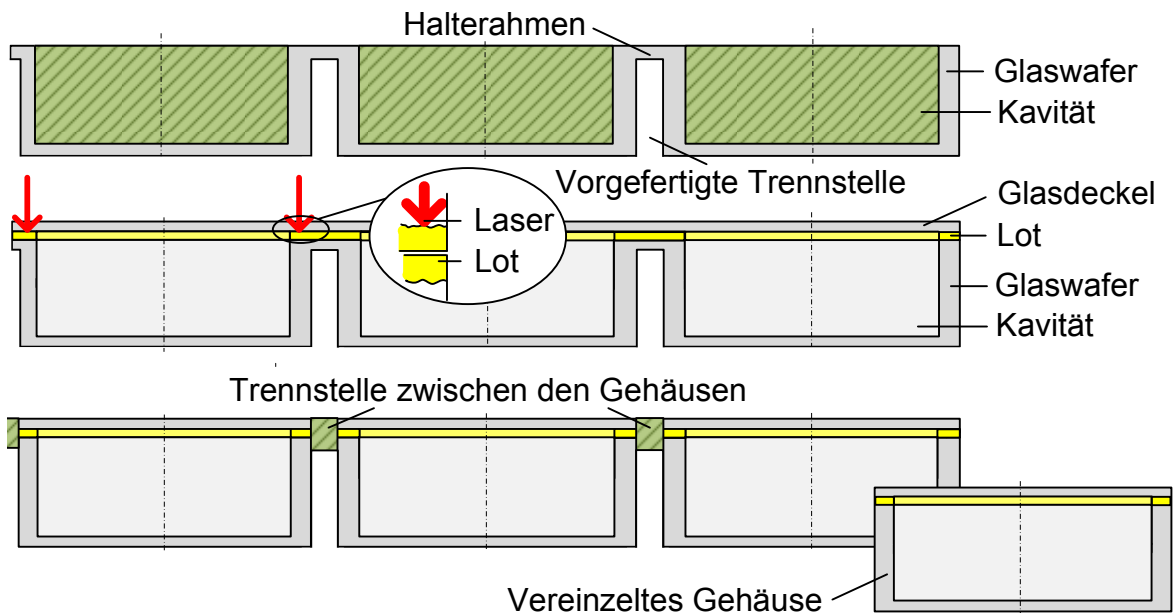 Halterahmen
Glaswafer
Kavität
Vorgefertigte Trennstelle
Glasdeckel
Laser
Lot
Lot
Glaswafer
Kavität
Trennstelle zwischen den Gehäusen
Vereinzeltes Gehäuse